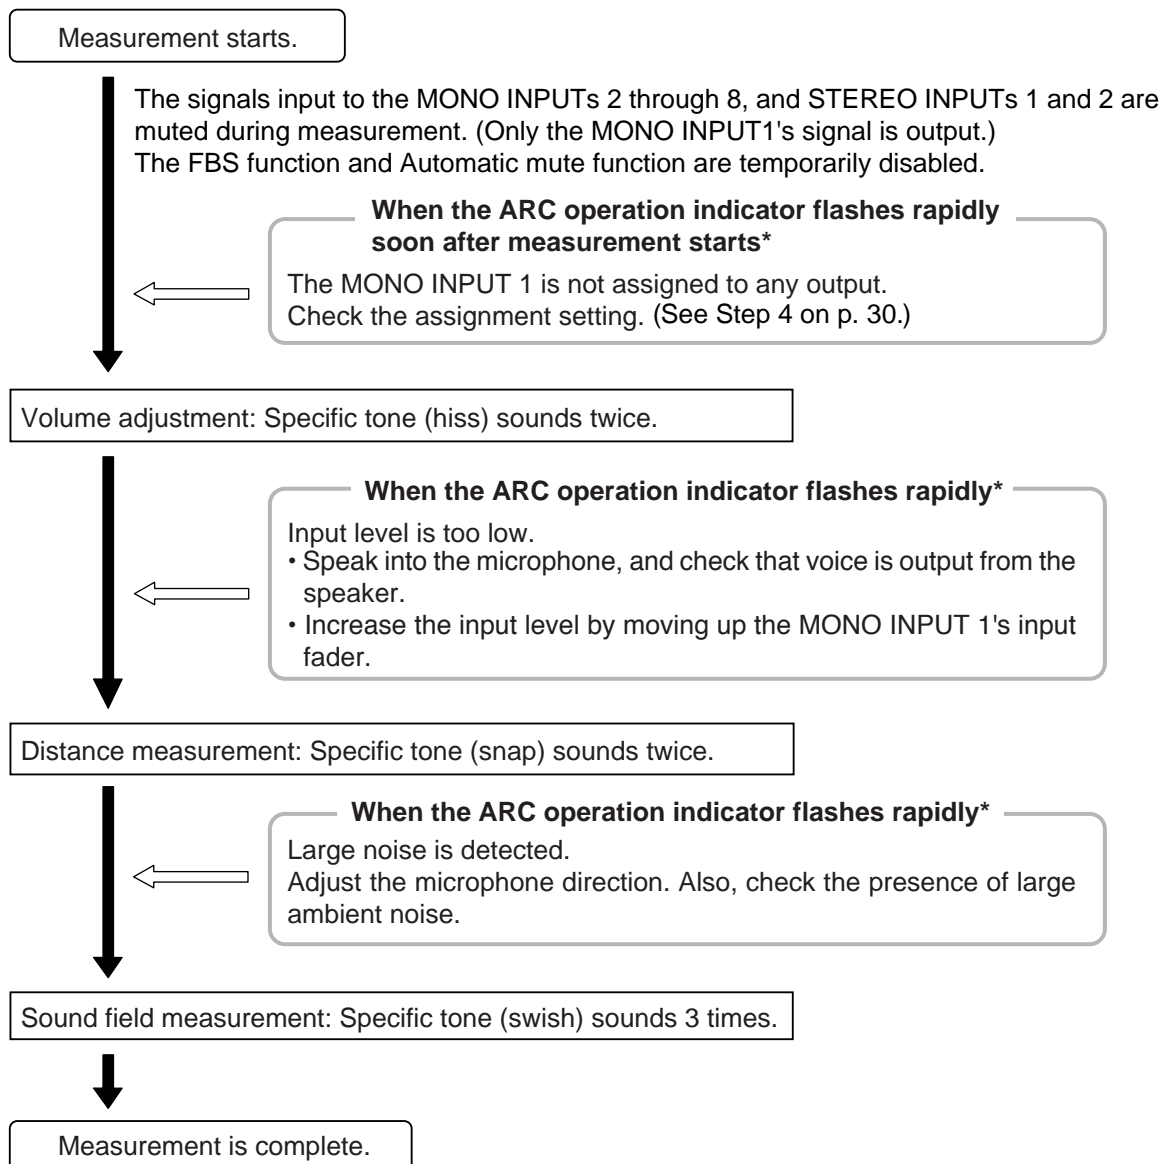 Measurement starts.
The signals input to the MONO INPUTs 2 through 8, and STEREO INPUTs 1 and 2 are
muted during measurement. (Only the MONO INPUT1's signal is output.)
The FBS function and Automatic mute function are temporarily disabled.
When the ARC operation indicator flashes rapidly
soon after measurement starts*
The MONO INPUT 1 is not assigned to any output.
Check the assignment setting. (See Step 4 on p. 30.)
Volume adjustment: Specific tone (hiss) sounds twice.
When the ARC operation indicator flashes rapidly*
Input level is too low.
• Speak into the microphone, and check that voice is output from the
speaker.
• Increase the input level by moving up the MONO INPUT 1's input
fader.
Distance measurement: Specific tone (snap) sounds twice.
When the ARC operation indicator flashes rapidly*
Large noise is detected.
Adjust the microphone direction. Also, check the presence of large
ambient noise.
Sound field measurement: Specific tone (swish) sounds 3 times.
Measurement is complete.